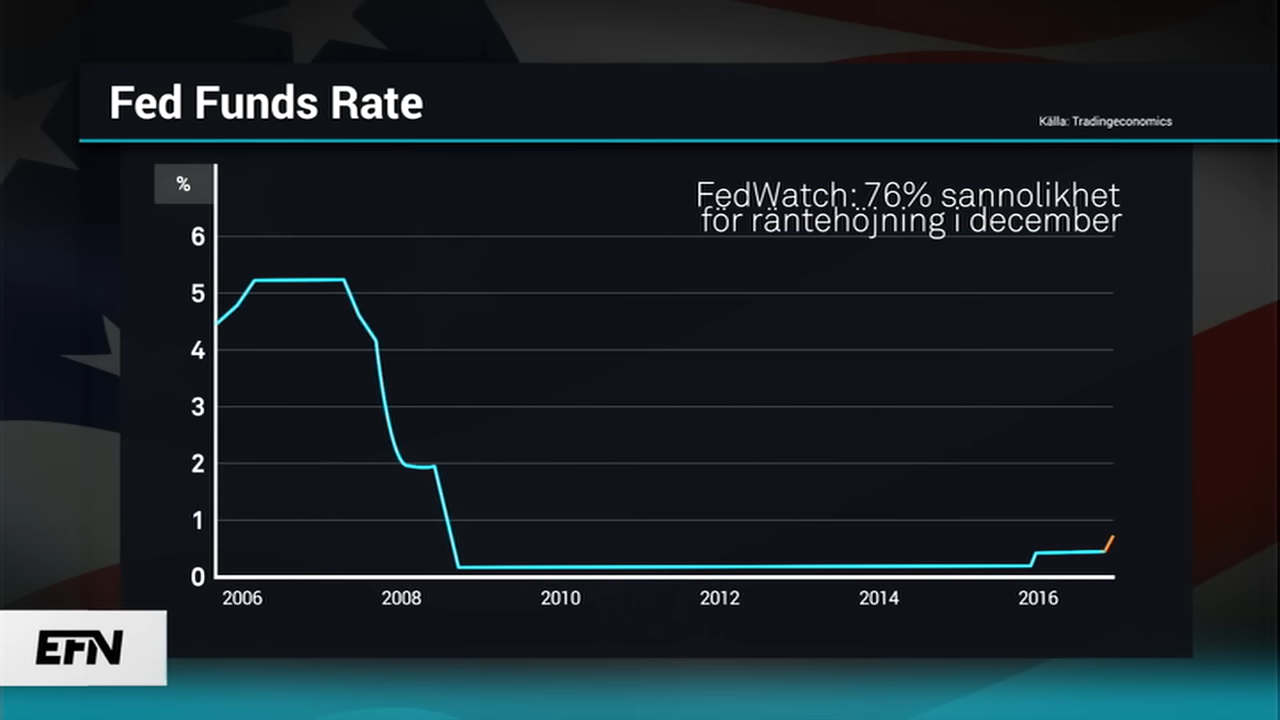 Fed Funds Rate
Källa: Tradingeconomics
%
FedWatch: 76% sannolikhet
för räntehöjning i december
6
5
4
3
2
1
0
2006 2008 2010 2012 2014 2016
EFN